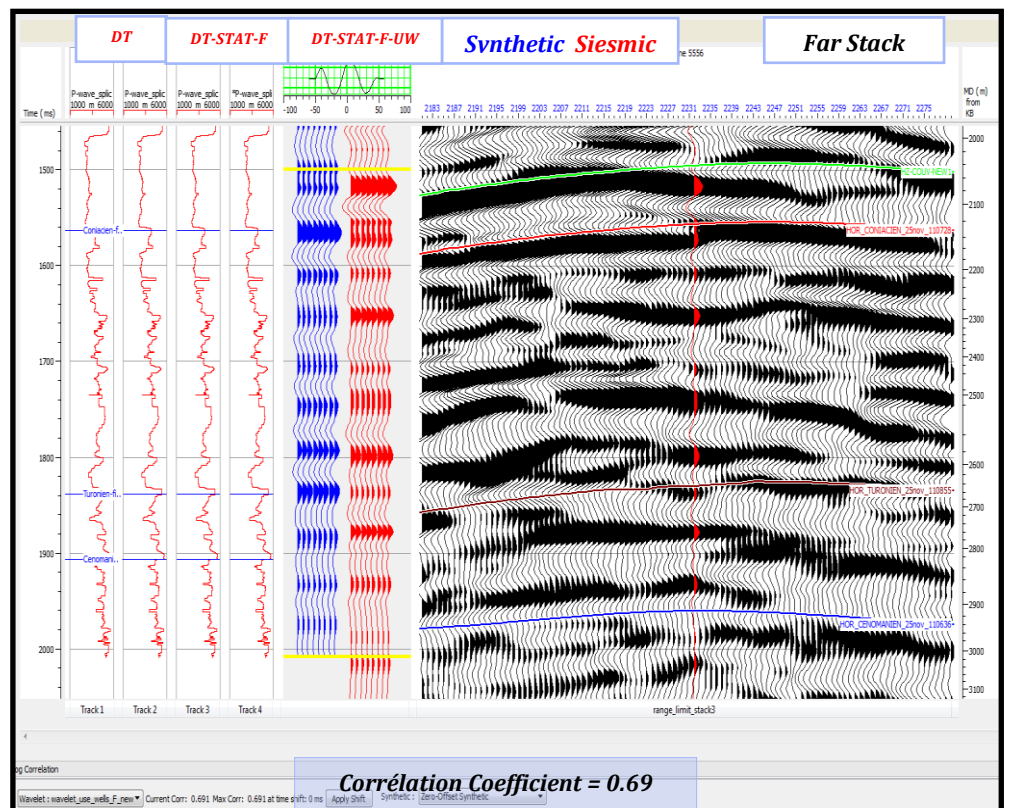 DT
DT-STAT-F
DT-STAT-F-UW
Synthetic Siesmic
Far Stack
ne 5556
P-wave_splic
P-wave_splic
P-wave_splic
*P-wave_spli
1000 m 6000
1000 m 6000
1000 m 6000
1000 m 6000
-100 -50 0 50 100
2183 2187 2191 2195 2199 2203 2207 2211 2215 2219 2223 2227 2231 2235 2239 2243 2247 2251 2255 2259 2263 2267 2271 2275
Time (ms)
MD (m)
from
KB
2000
1500
HZ-COUV-NEW1
2100
Coniacien-f..
HOR_CONIACIEN_25nov_110728
1600
2200
2300
1700
2400
2500
1800
2600
Turonien-fi..
HOR_TURONIEN_25nov_110855
2700
1900
Cenomani..
2800
2900
HOR_CENOMANIEN_25nov_110636
2000
3000
3100
Track 1
Track 2
Track 3
Track 4
range_limit_stack3
og Correlation
Corrélation Coefficient = 0.69
Wavelet : wavelet_use_wells_F_new
Current Corr: 0.691 Max Corr: 0.691 at time shift: 0 ms
Apply Shift
Synthetic :
Zero-Offset Synthetic